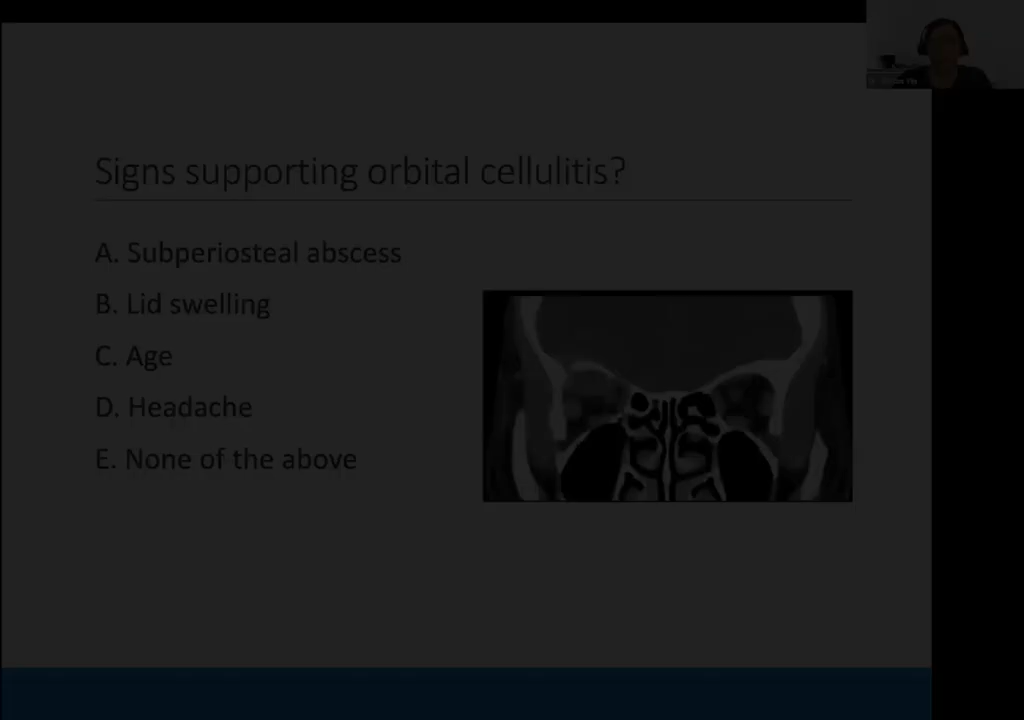 Signs supporting orbital cellulitis?
A. Subperiosteal abscess
B. Lid swelling
C. Age
D. Headache
E. None of the above